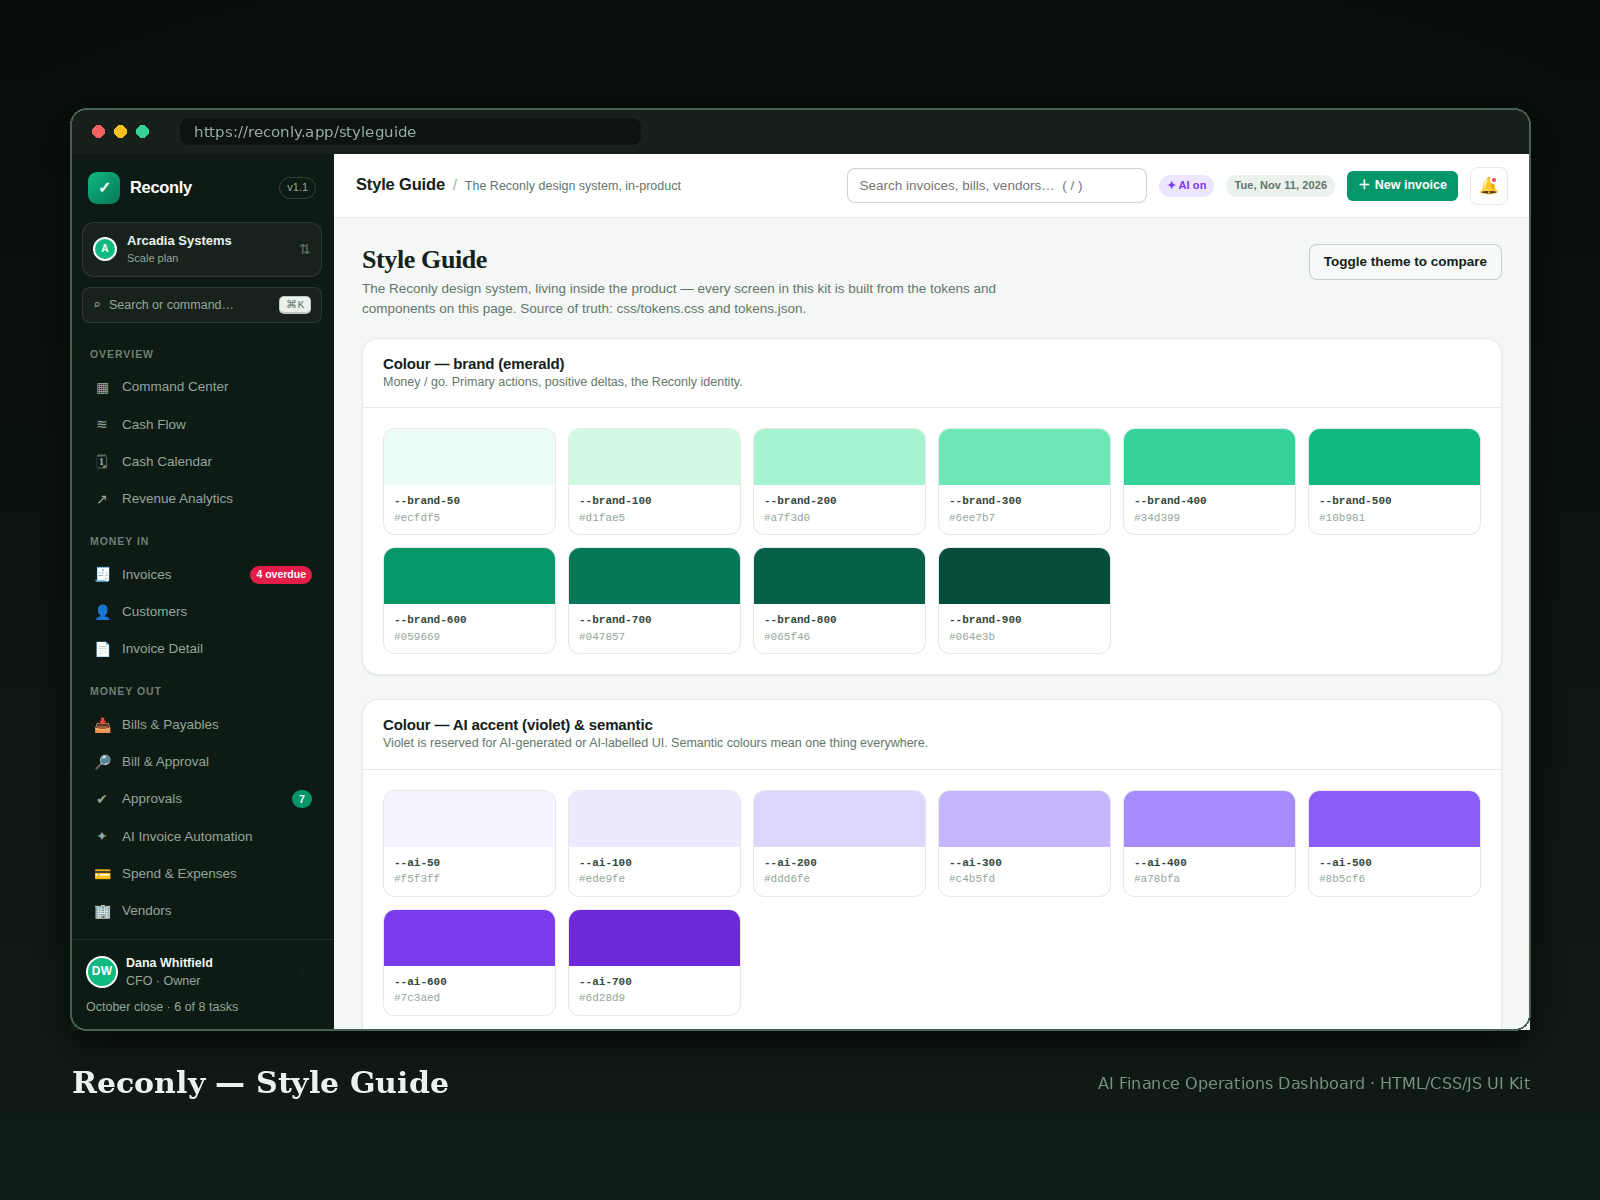 https://reconly.app/styleguide
✓ Reconly v1.1
A Arcadia Systems
Scale plan
Search or command… ⌘K
OVERVIEW
Command Center
Cash Flow
Cash Calendar
Revenue Analytics
MONEY IN
Invoices 4 overdue
Customers
Invoice Detail
MONEY OUT
Bills & Payables
Bill & Approval
Approvals 7
AI Invoice Automation
Spend & Expenses
Vendors
DW Dana Whitfield
CFO · Owner
October close · 6 of 8 tasks
Style Guide / The Reconly design system, in-product
Search invoices, bills, vendors… ( / )
✦ AI on
Tue, Nov 11, 2026
+ New invoice
Style Guide
Toggle theme to compare
The Reconly design system, living inside the product — every screen in this kit is built from the tokens and
components on this page. Source of truth: css/tokens.css and tokens.json.
Colour — brand (emerald)
Money / go. Primary actions, positive deltas, the Reconly identity.
--brand-50 --brand-100 --brand-200 --brand-300 --brand-400 --brand-500
#ecfdf5 #d1fae5 #a7f3d0 #6ee7b7 #34d399 #10b981
--brand-600 --brand-700 --brand-800 --brand-900
#059669 #047857 #065f46 #064e3b
Colour — AI accent (violet) & semantic
Violet is reserved for AI-generated or AI-labelled UI. Semantic colours mean one thing everywhere.
--ai-50 --ai-100 --ai-200 --ai-300 --ai-400 --ai-500
#f5f3ff #ede9fe #ddd6fe #c4b5fd #a78bfa #8b5cf6
--ai-600 --ai-700
#7c3aed #6d28d9
Reconly — Style Guide
AI Finance Operations Dashboard · HTML/CSS/JS UI Kit